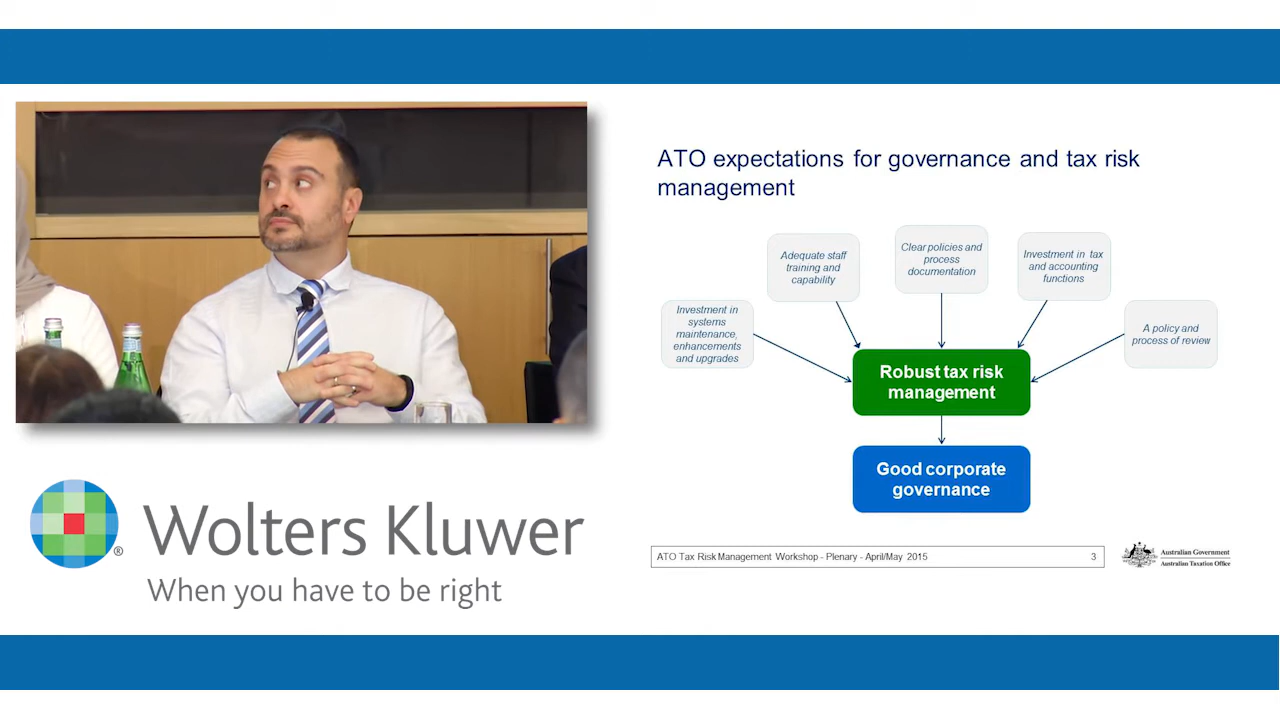 ATO expectations for governance and tax risk
management
Adequate staff
training and
capability
Clear policies and
process
documentation
Investment in tax
and accounting
functions
Investment in
systems
maintenance,
enhancements
and upgrades
A policy and
process of review
Robust tax risk
management
Good corporate
governance
ATO Tax Risk Management Workshop - Plenary - April/May 2015 3
Australian Government
Australian Taxation Office
Wolters Kluwer
®
When you have to be right